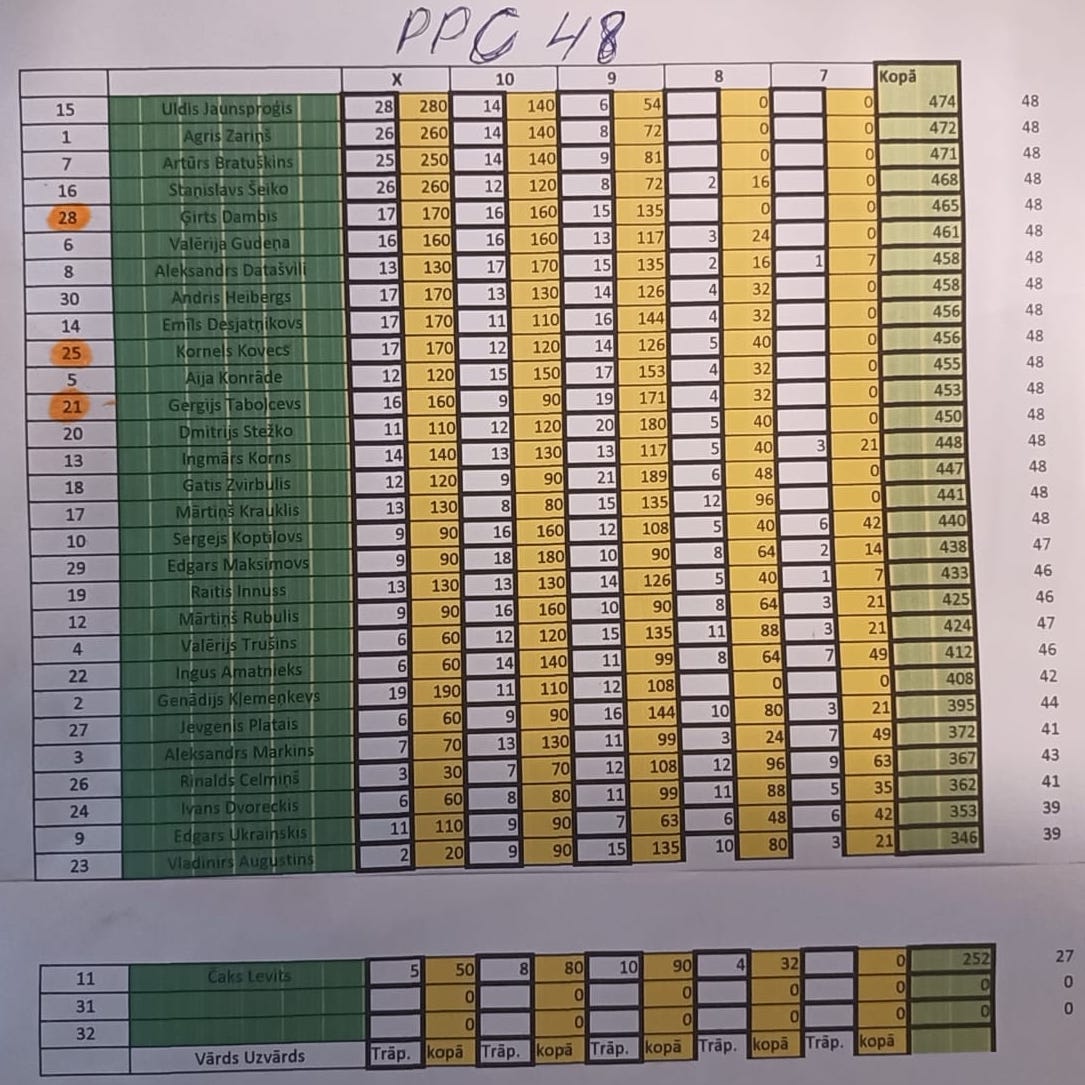 PPC 48
X 10 9 8 7 Kopā
15 Uldis Jaunsproģis 28 280 14 140 6 54 0 0 474 48
1 Agris Zariņš 26 260 14 140 8 72 0 0 472 48
7 Artūrs Bratuškins 25 250 14 140 9 81 0 0 471 48
16 Staņislavs Šeiko 26 260 12 120 8 72 2 16 0 468 48
28 Ģirts Dambis 17 170 16 160 15 135 0 0 465 48
6 Valērija Gudeņa 16 160 16 160 13 117 3 24 0 461 48
8 Aleksandrs Datašvili 13 130 17 170 15 135 2 16 1 7 458 48
30 Andris Heibergs 17 170 13 130 14 126 4 32 0 458 48
14 Emīls Desjatņikovs 17 170 11 110 16 144 4 32 0 456 48
25 Kornels Kovecs 17 170 12 120 14 126 5 40 0 456 48
5 Aija Konrāde 12 120 15 150 17 153 4 32 0 455 48
21 Gergijs Taboļcevs 16 160 9 90 19 171 4 32 0 453 48
20 Dmitrijs Stežko 11 110 12 120 20 180 5 40 0 450 48
13 Ingmārs Korns 14 140 13 130 13 117 5 40 3 21 448 48
18 Gatis Zvirbulis 12 120 9 90 21 189 6 48 0 447 48
17 Mārtiņš Krauklis 13 130 8 80 15 135 12 96 0 441 48
10 Sergejs Koptilovs 9 90 16 160 12 108 5 40 6 42 440 48
29 Edgars Maksimovs 9 90 18 180 10 90 8 64 2 14 438 47
19 Raitis Innuss 13 130 13 130 14 126 5 40 1 7 433 46
12 Mārtiņš Rubulis 9 90 16 160 10 90 8 64 3 21 425 46
4 Valērijs Trušins 6 60 12 120 15 135 11 88 3 21 424 47
22 Ingus Amatnieks 6 60 14 140 11 99 8 64 7 49 412 46
2 Genādijs Kļemeņkevs 19 190 11 110 12 108 0 0 408 42
27 Jevgenis Platais 6 60 9 90 16 144 10 80 3 21 395 44
3 Aleksandrs Markins 7 70 13 130 11 99 3 24 7 49 372 41
26 Rinalds Celmiņš 3 30 7 70 12 108 12 96 9 63 367 43
24 Ivans Dvoreckis 6 60 8 80 11 99 11 88 5 35 362 41
9 Edgars Ukrainskis 11 110 9 90 7 63 6 48 6 42 353 39
23 Vladinirs Augustins 2 20 9 90 15 135 10 80 3 21 346 39
11 Čaks Levits 5 50 8 80 10 90 4 32 0 252 27
31 0 0 0 0 0 0 0
32 0 0 0 0 0 0 0
Vārds Uzvārds Trāp. kopā Trāp. kopā Trāp. kopā Trāp. kopā Trāp. kopā